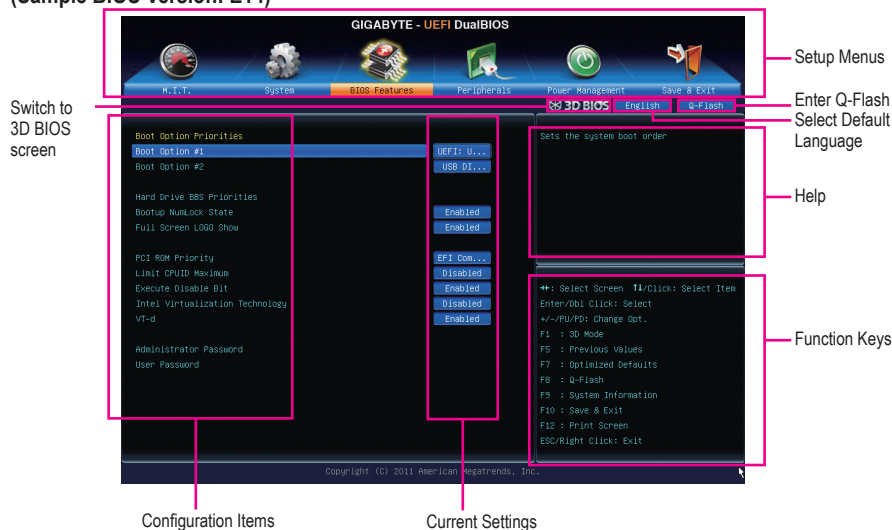 (Sample BIOS Version: E14)
GIGABYTE - UEFI DualBIOS
M.I.T. System BIOS Features Peripherals Power Management Save & Exit
Setup Menus
Switch to
3D BIOS
screen
3D BIOS English Q-Flash
Enter Q-Flash
Select Default
Language
Boot Option Priorities
Boot Option #1 UEFI: U...
Boot Option #2 USB DI...
Hard Drive BBS Priorities
Bootup NumLock State Enabled
Full Screen LOGO Show Enabled
PCI ROM Priority EFI Com...
Limit CPUID Maximum Disabled
Execute Disable Bit Enabled
Intel Virtualization Technology Disabled
VT-d Enabled
Administrator Password
User Password
Sets the system boot order
Help
→←: Select Screen ↑↓/Click: Select Item
Enter/Dbl Click: Select
+/-/PU/PD: Change Opt.
F1 : 3D Mode
F5 : Previous Values
F7 : Optimized Defaults
F8 : Q-Flash
F9 : System Information
F10 : Save & Exit
F12 : Print Screen
ESC/Right Click: Exit
Function Keys
Copyright (C) 2011 American Megatrends, Inc.
Configuration Items
Current Settings